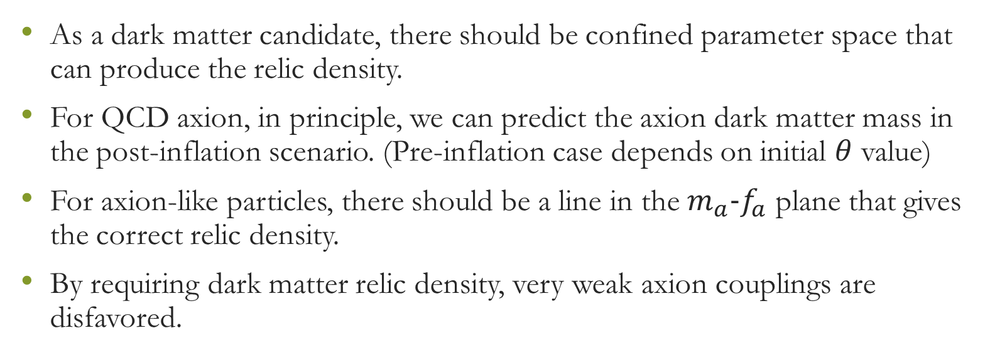 • As a dark matter candidate, there should be confined parameter space that
can produce the relic density.
• For QCD axion, in principle, we can predict the axion dark matter mass in
the post-inflation scenario. (Pre-inflation case depends on initial θ value)
• For axion-like particles, there should be a line in the mₐ-fₐ plane that gives
the correct relic density.
• By requiring dark matter relic density, very weak axion couplings are
disfavored.